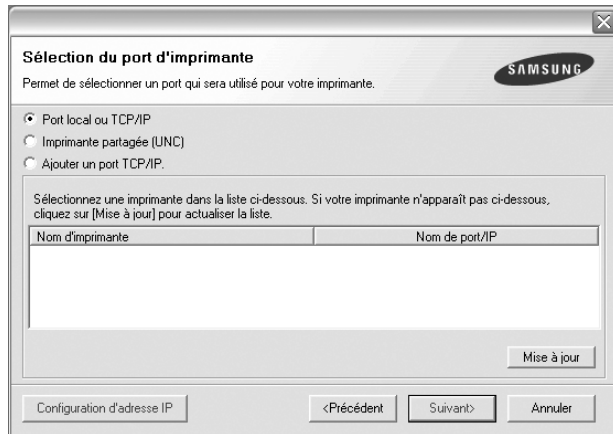 Sélection du port d'imprimante
Permet de sélectionner un port qui sera utilisé pour votre imprimante.
SAMSUNG
Port local ou TCP/IP
Imprimante partagée (UNC)
Ajouter un port TCP/IP.
Sélectionnez une imprimante dans la liste ci-dessous. Si votre imprimante n'apparaît pas ci-dessous,
cliquez sur [Mise à jour] pour actualiser la liste.
Nom d'imprimante Nom de port/IP
Mise à jour
Configuration d'adresse IP <Précédent Suivant> Annuler